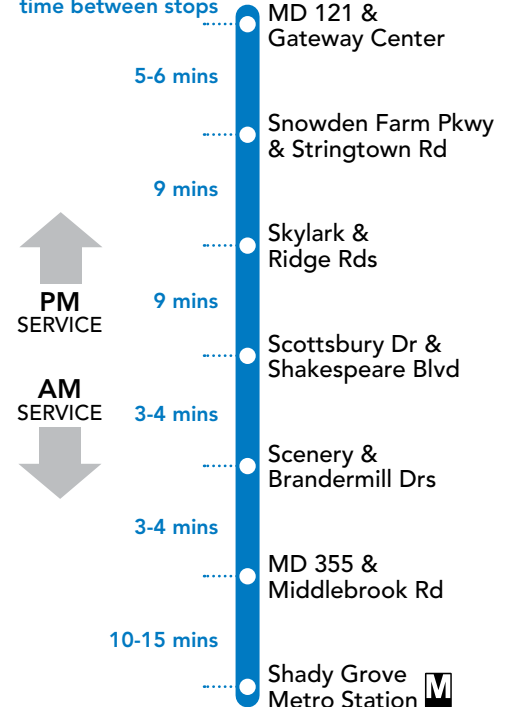 time between stops
MD 121 &
Gateway Center
5-6 mins
Snowden Farm Pkwy
& Stringtown Rd
9 mins
Skylark &
Ridge Rds
PM
SERVICE
9 mins
Scottsbury Dr &
Shakespeare Blvd
AM
SERVICE
3-4 mins
Scenery &
Brandermill Drs
3-4 mins
MD 355 &
Middlebrook Rd
10-15 mins
Shady Grove
Metro Station M